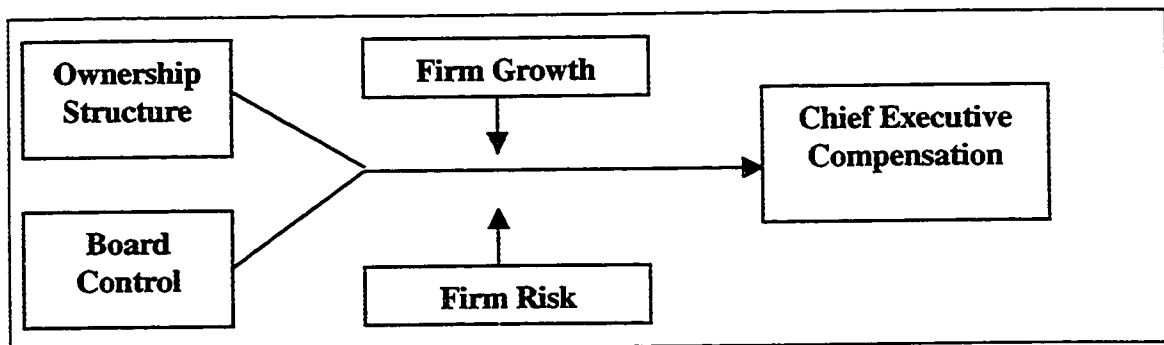 Ownership
Structure
Firm Growth
Chief Executive
Compensation
Board
Control
Firm Risk